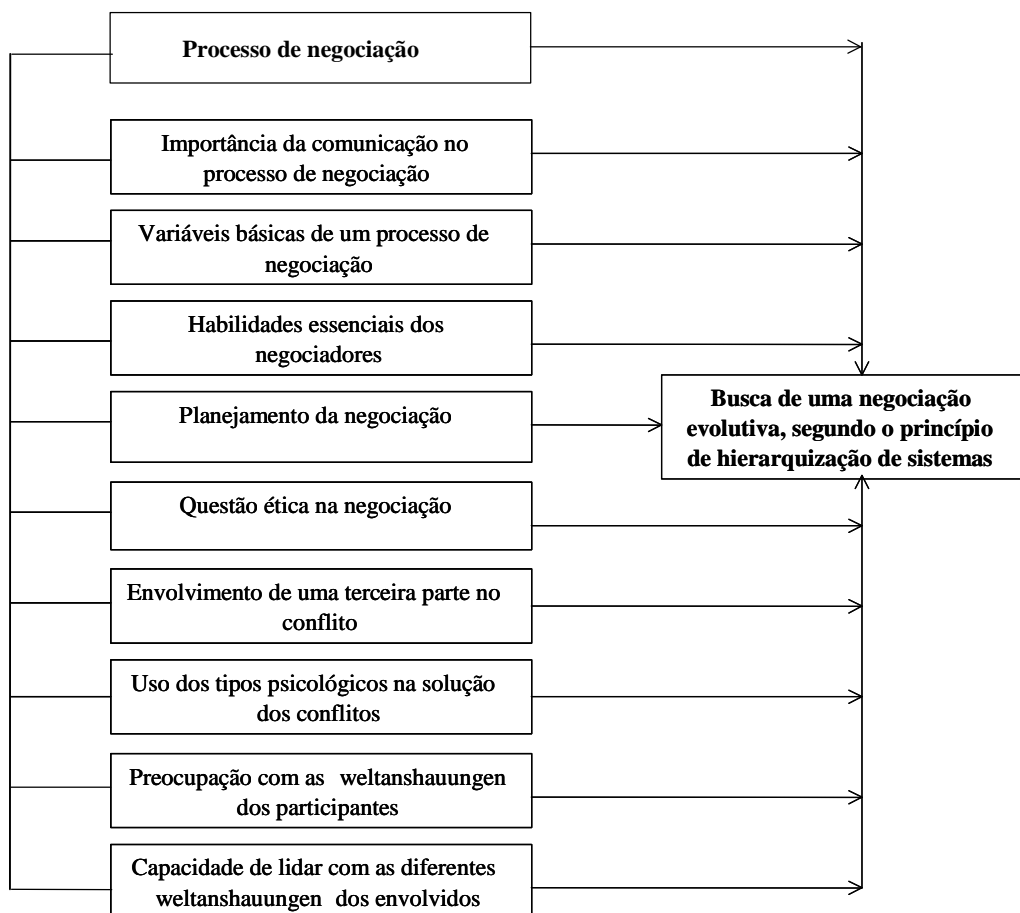 Processo de negociação
Importância da comunicação no
processo de negociação
Variáveis básicas de um processo de
negociação
Habilidades essenciais dos
negociadores
Planejamento da negociação
Busca de uma negociação
evolutiva, segundo o princípio
de hierarquização de sistemas
Questão ética na negociação
Envolvimento de uma terceira parte no
conflito
Uso dos tipos psicológicos na solução
dos conflitos
Preocupação com as weltanshauungen
dos participantes
Capacidade de lidar com as diferentes
weltanshauungen dos envolvidos